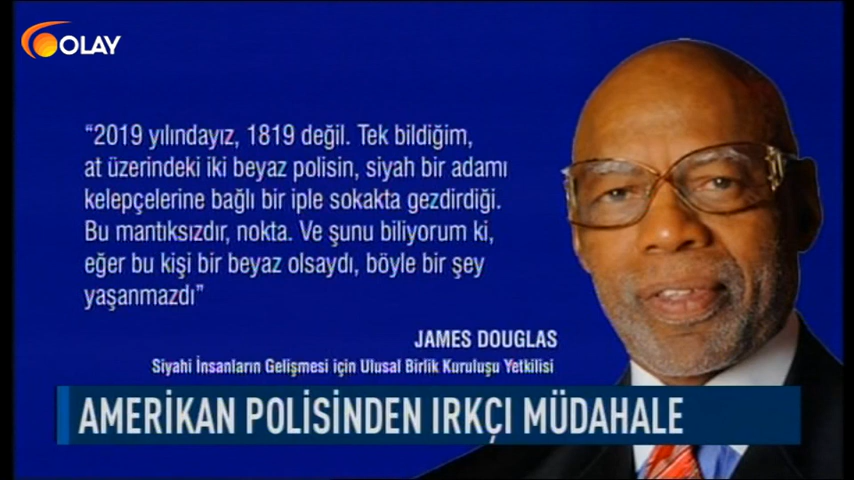 OLAY
“2019 yılındayız, 1819 değil. Tek bildiğim,
at üzerindeki iki beyaz polisin, siyah bir adamı
kelepçelerine bağlı bir iple sokakta gezdirdiği.
Bu mantıksızdır, nokta. Ve şunu biliyorum ki,
eğer bu kişi bir beyaz olsaydı, böyle bir şey
yaşanmazdı”
JAMES DOUGLAS
Siyahi İnsanların Gelişmesi için Ulusal Birlik Kuruluşu Yetkilisi
AMERİKAN POLİSİNDEN IRKÇI MÜDAHALE